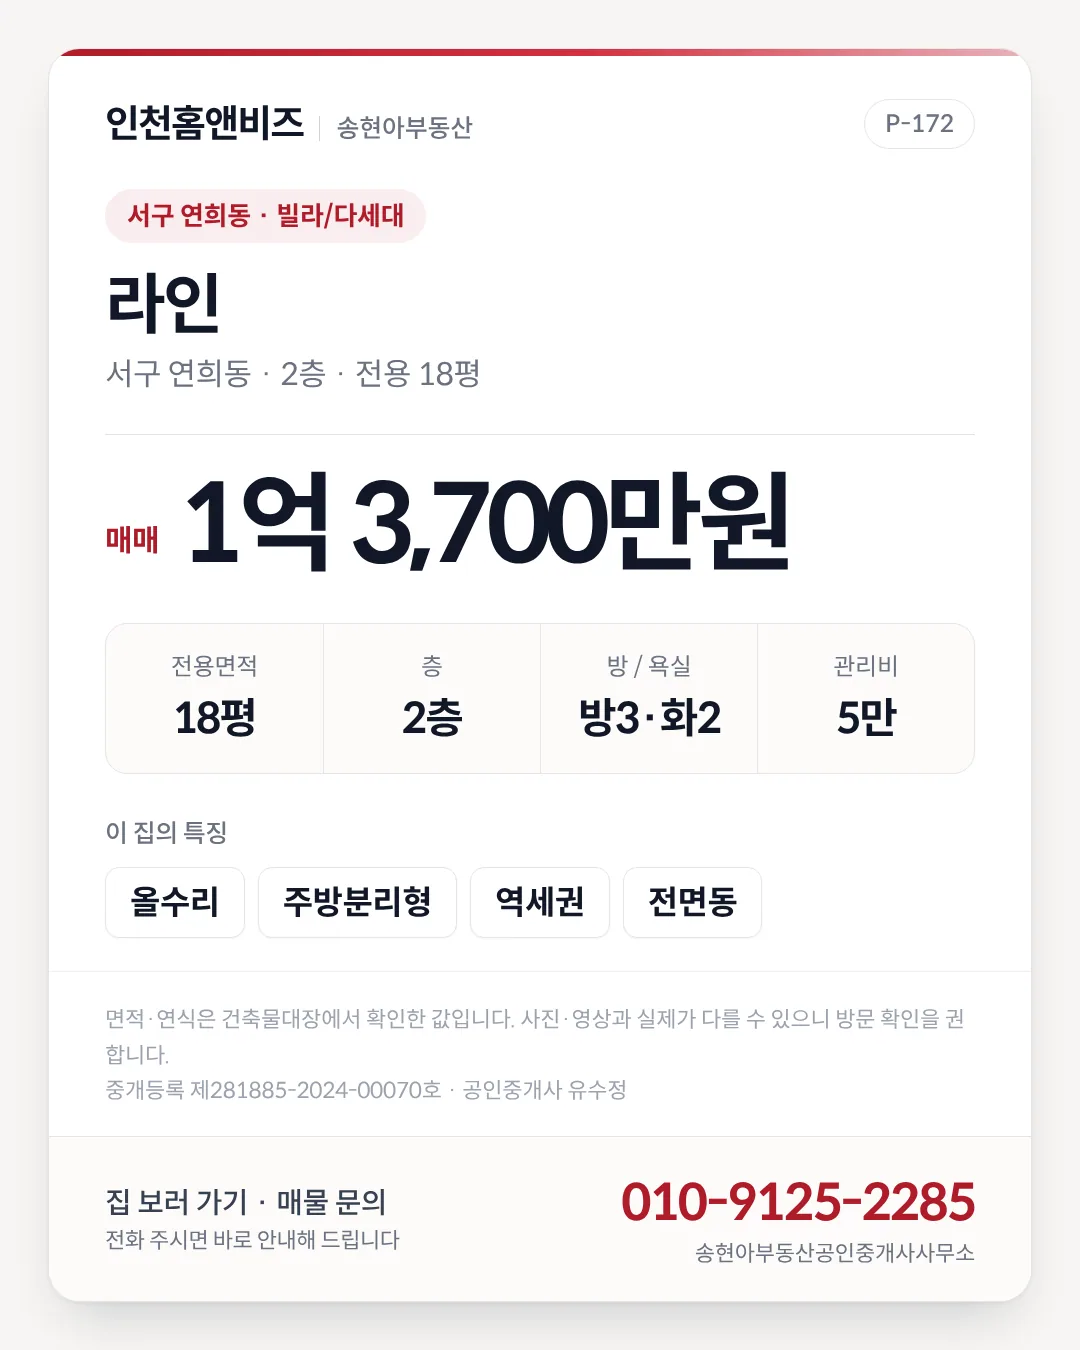 인천홈앤비즈 | 송현아부동산
P-172
서구 연희동 · 빌라/다세대
라인
서구 연희동 · 2층 · 전용 18평
매매 1억 3,700만원
전용면적 층 방 / 욕실 관리비
18평 2층 방3·화2 5만
이 집의 특징
올수리 주방분리형 역세권 전면동
면적·연식은 건축물대장에서 확인한 값입니다. 사진·영상과 실제가 다를 수 있으니 방문 확인을 권
합니다.
중개등록 제281885-2024-00070호 · 공인중개사 유수정
집 보러 가기 · 매물 문의
전화 주시면 바로 안내해 드립니다
010-9125-2285
송현아부동산공인중개사사무소